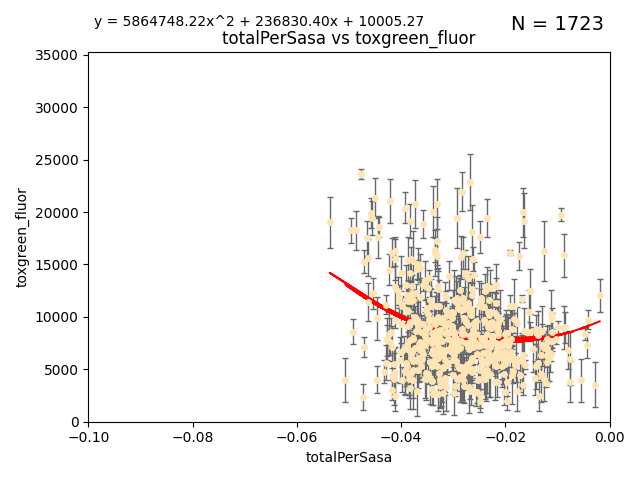 y = 5864748.22x^2 + 236830.40x + 10005.27
N = 1723
totalPerSasa vs toxgreen_fluor
35000
30000
25000
20000
15000
10000
5000
0
toxgreen_fluor
−0.10
−0.08
−0.06
−0.04
−0.02
0.00
totalPerSasa